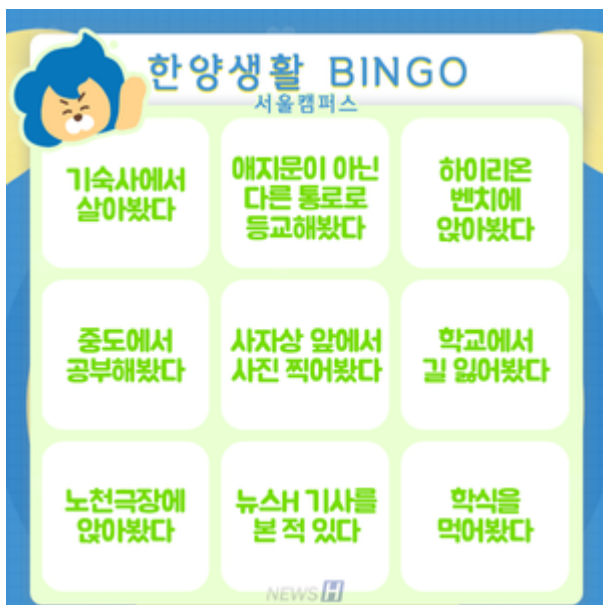 한양생활 BINGO
서울캠퍼스
기숙사에서
살아봤다
애지문이 아닌
다른 통로로
등교해봤다
하이리온
벤치에
앉아봤다
중도에서
공부해봤다
사자상 앞에서
사진 찍어봤다
학교에서
길 잃어봤다
노천극장에
앉아봤다
뉴스H 기사를
본 적 있다
학식을
먹어봤다
NEWS H